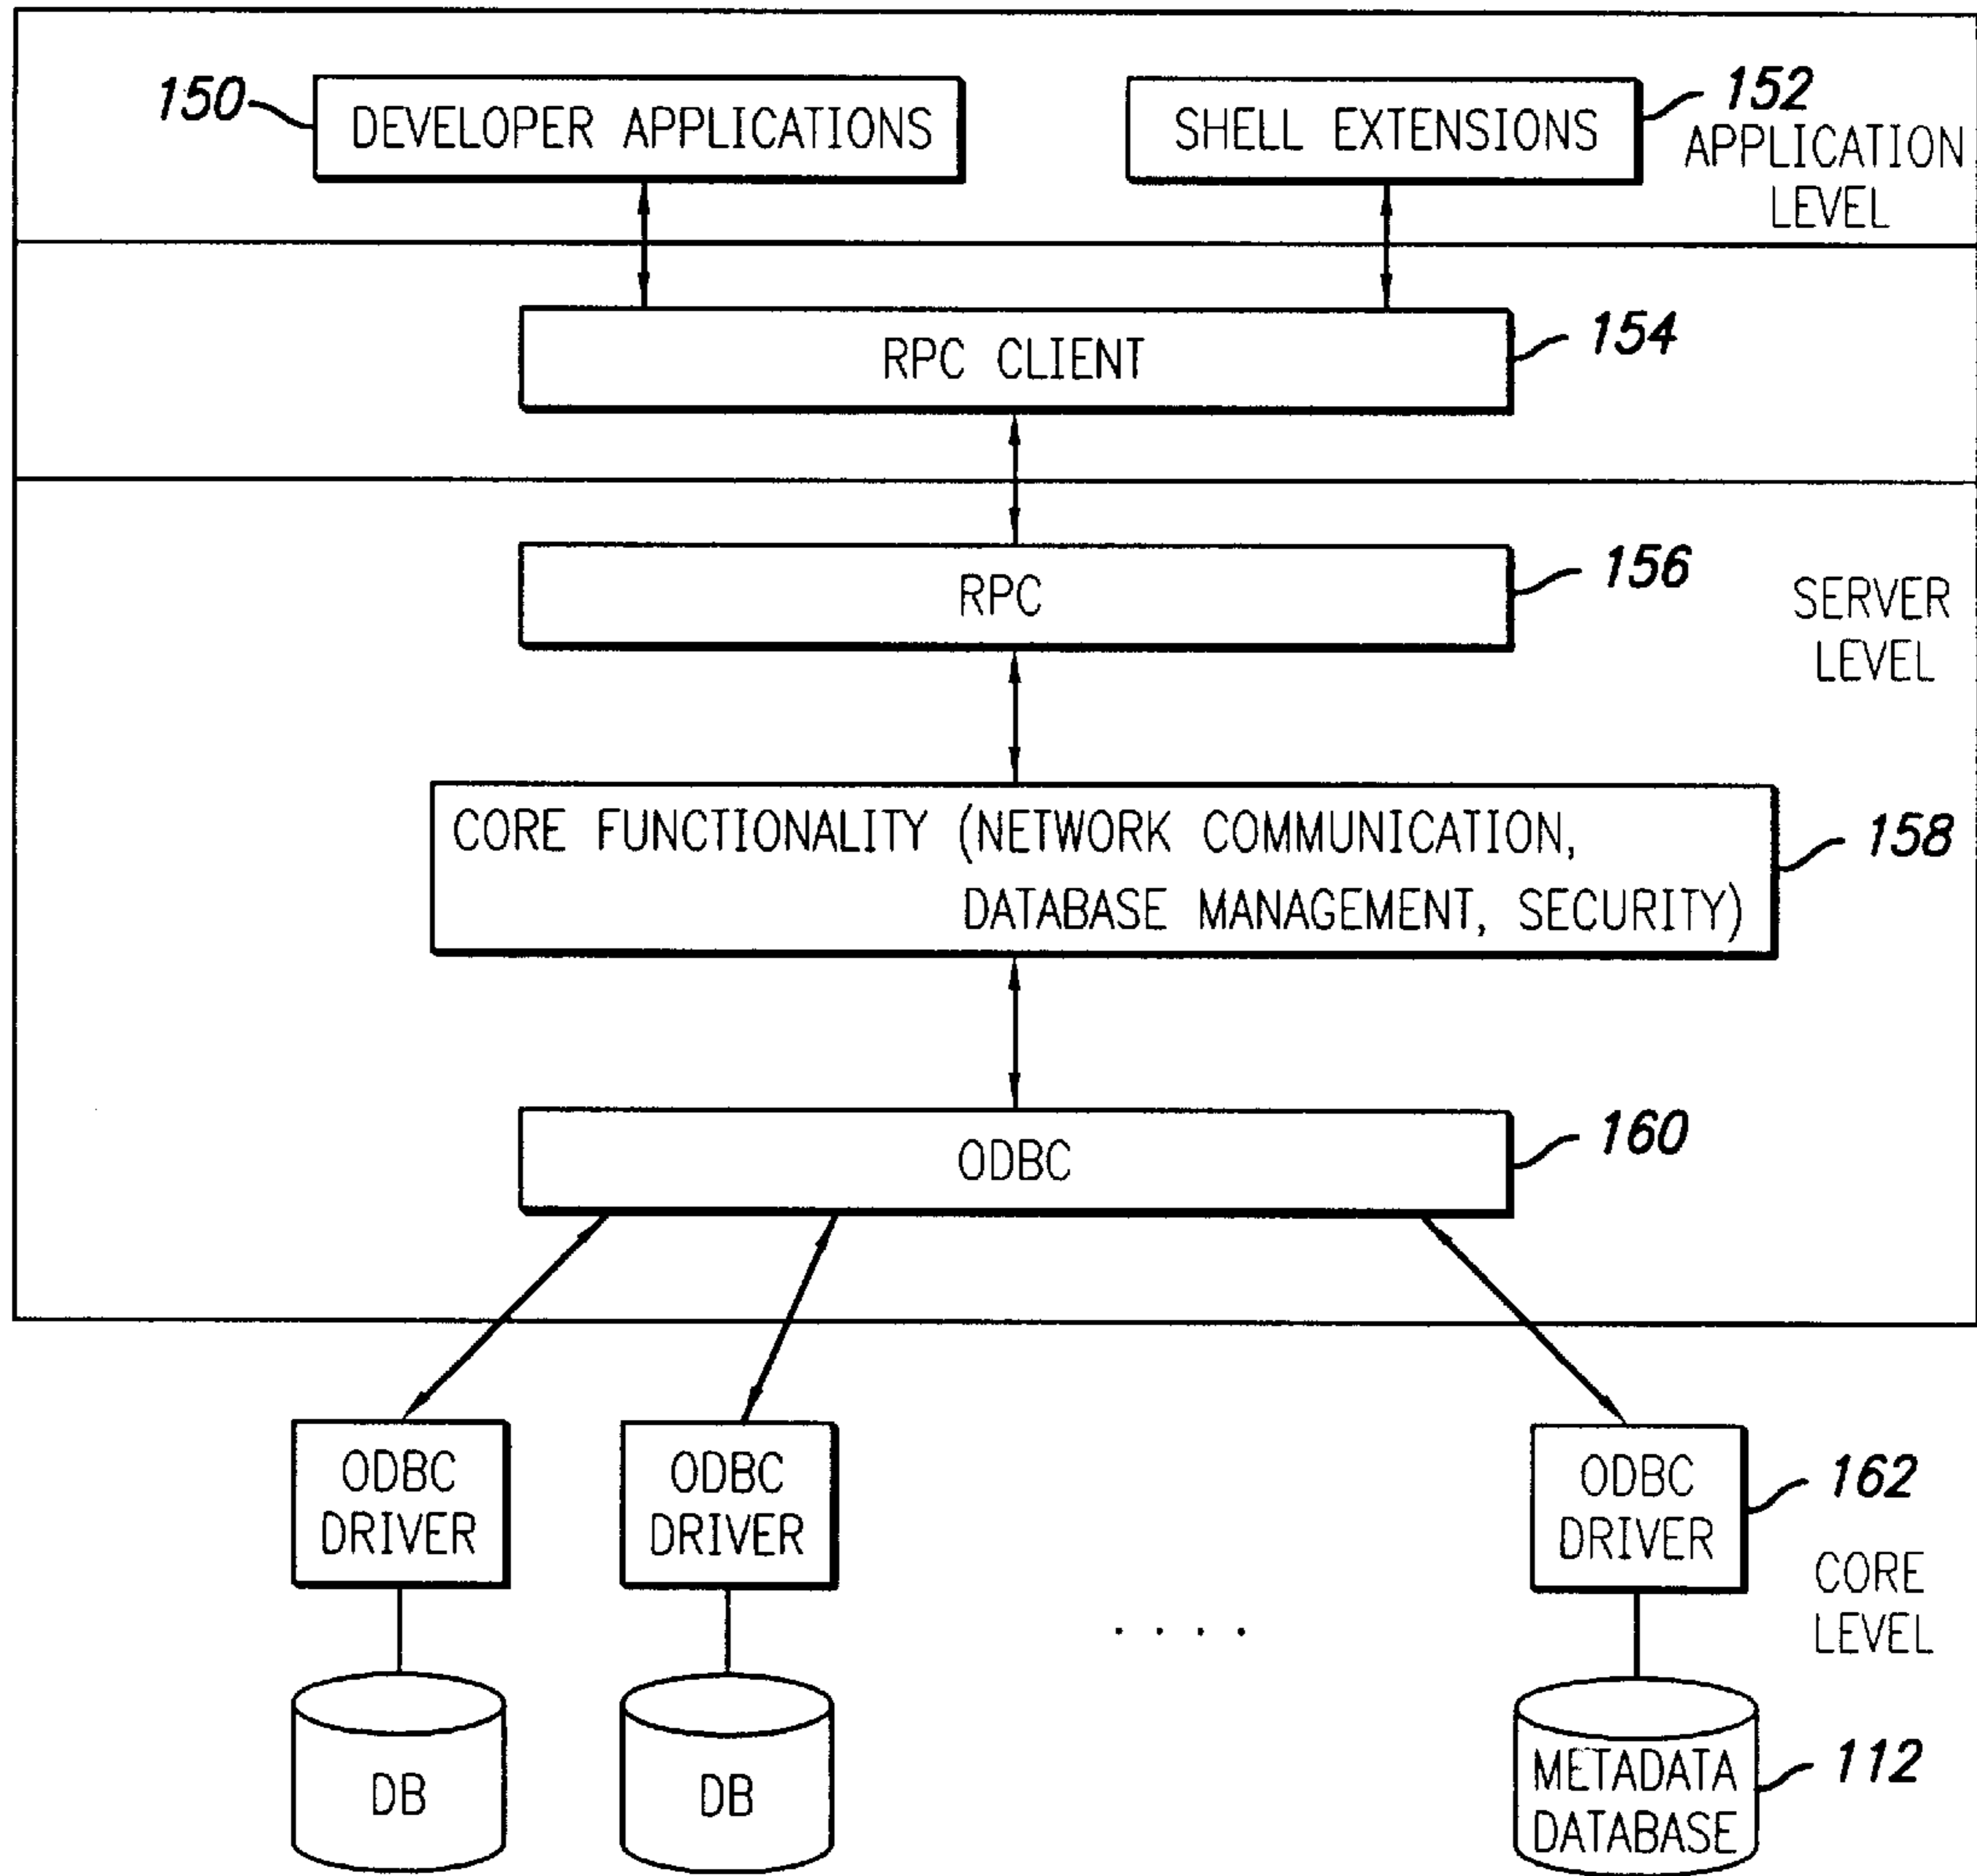 150
DEVELOPER APPLICATIONS
SHELL EXTENSIONS
152
APPLICATION
LEVEL
RPC CLIENT
154
RPC
156
SERVER
LEVEL
CORE FUNCTIONALITY (NETWORK COMMUNICATION,
DATABASE MANAGEMENT, SECURITY)
158
ODBC
160
ODBC
DRIVER
ODBC
DRIVER
ODBC
DRIVER
162
CORE
LEVEL
. . . .
DB
DB
METADATA
DATABASE
112